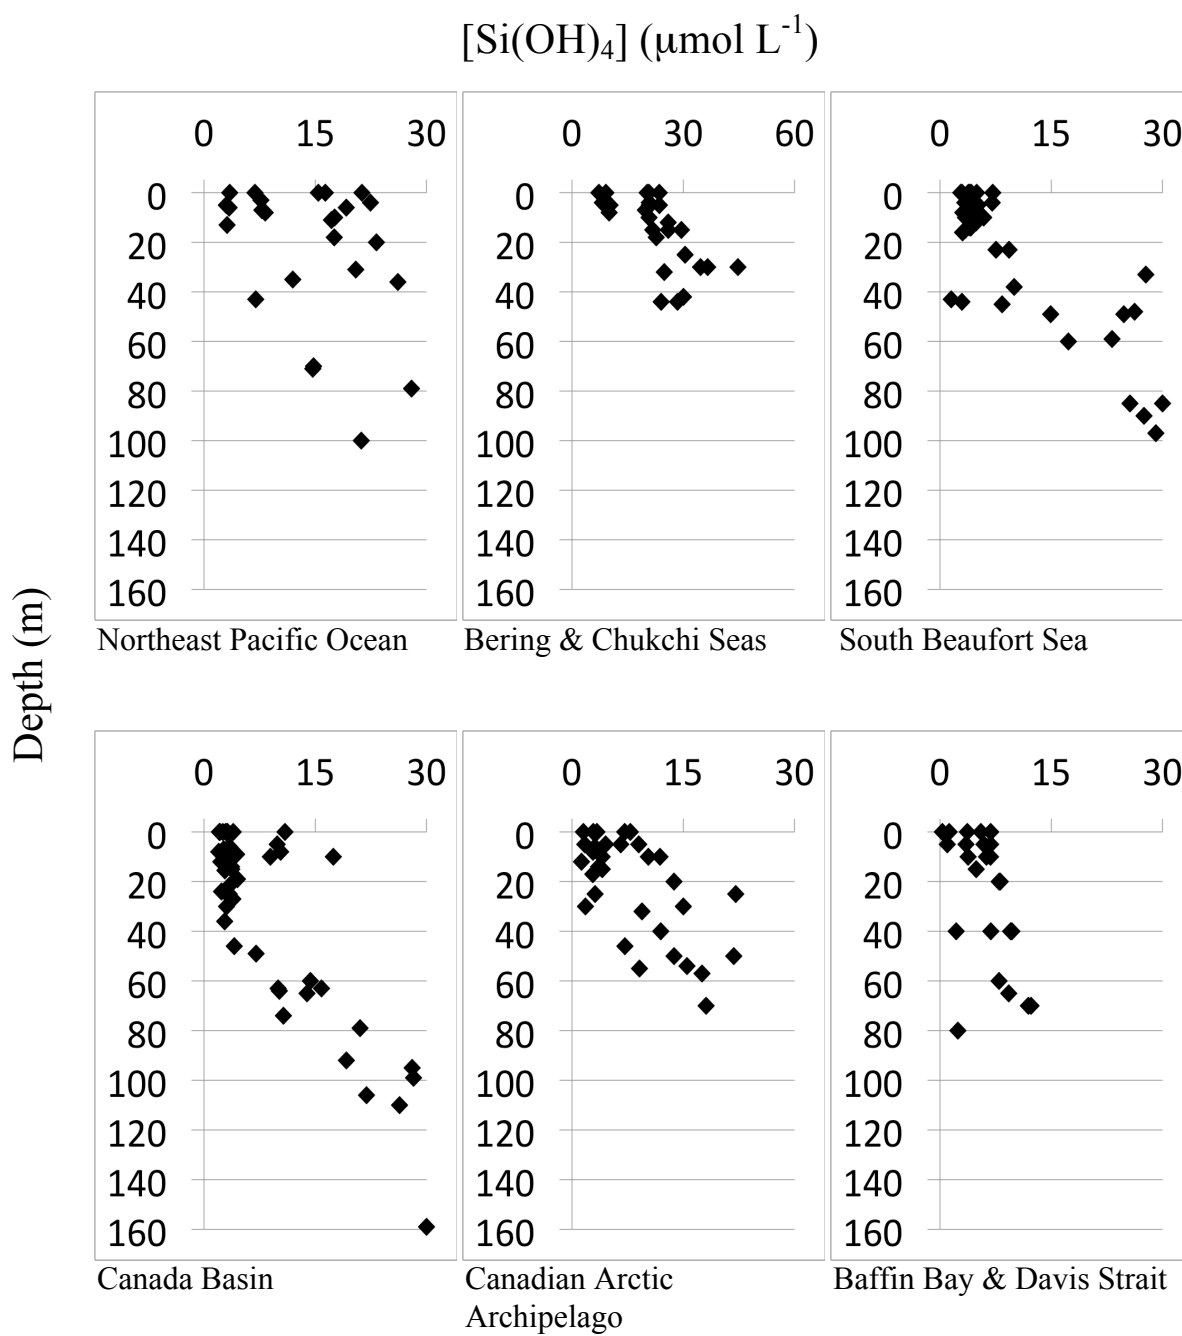 [Si(OH)4] (µmol L-1)
0 15 30
0 30 60
0 15 30
0 0 0
20 20 20
40 40 40
60 60 60
80 80 80
100 100 100
120 120 120
140 140 140
160 160 160
Northeast Pacific Ocean
Bering & Chukchi Seas
South Beaufort Sea
Depth (m)
0 15 30
0 15 30
0 15 30
0 0 0
20 20 20
40 40 40
60 60 60
80 80 80
100 100 100
120 120 120
140 140 140
160 160 160
Canada Basin
Canadian Arctic
Archipelago
Baffin Bay & Davis Strait